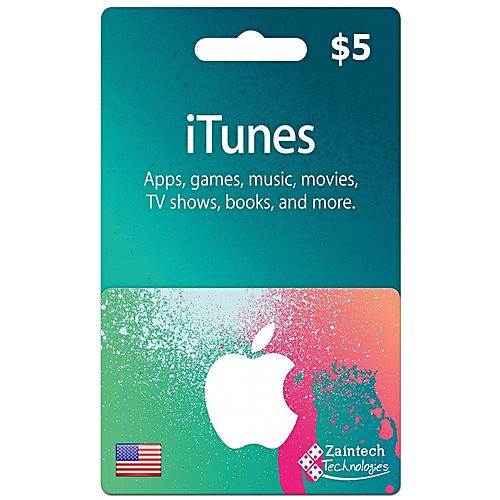 $5
iTunes
Apps, games, music, movies,
TV shows, books, and more.
Zaintech
Technologies